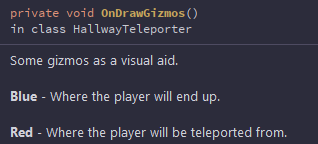 private void OnDrawGizmos()
in class HallwayTeleporter
Some gizmos as a visual aid.
Blue - Where the player will end up.
Red - Where the player will be teleported from.